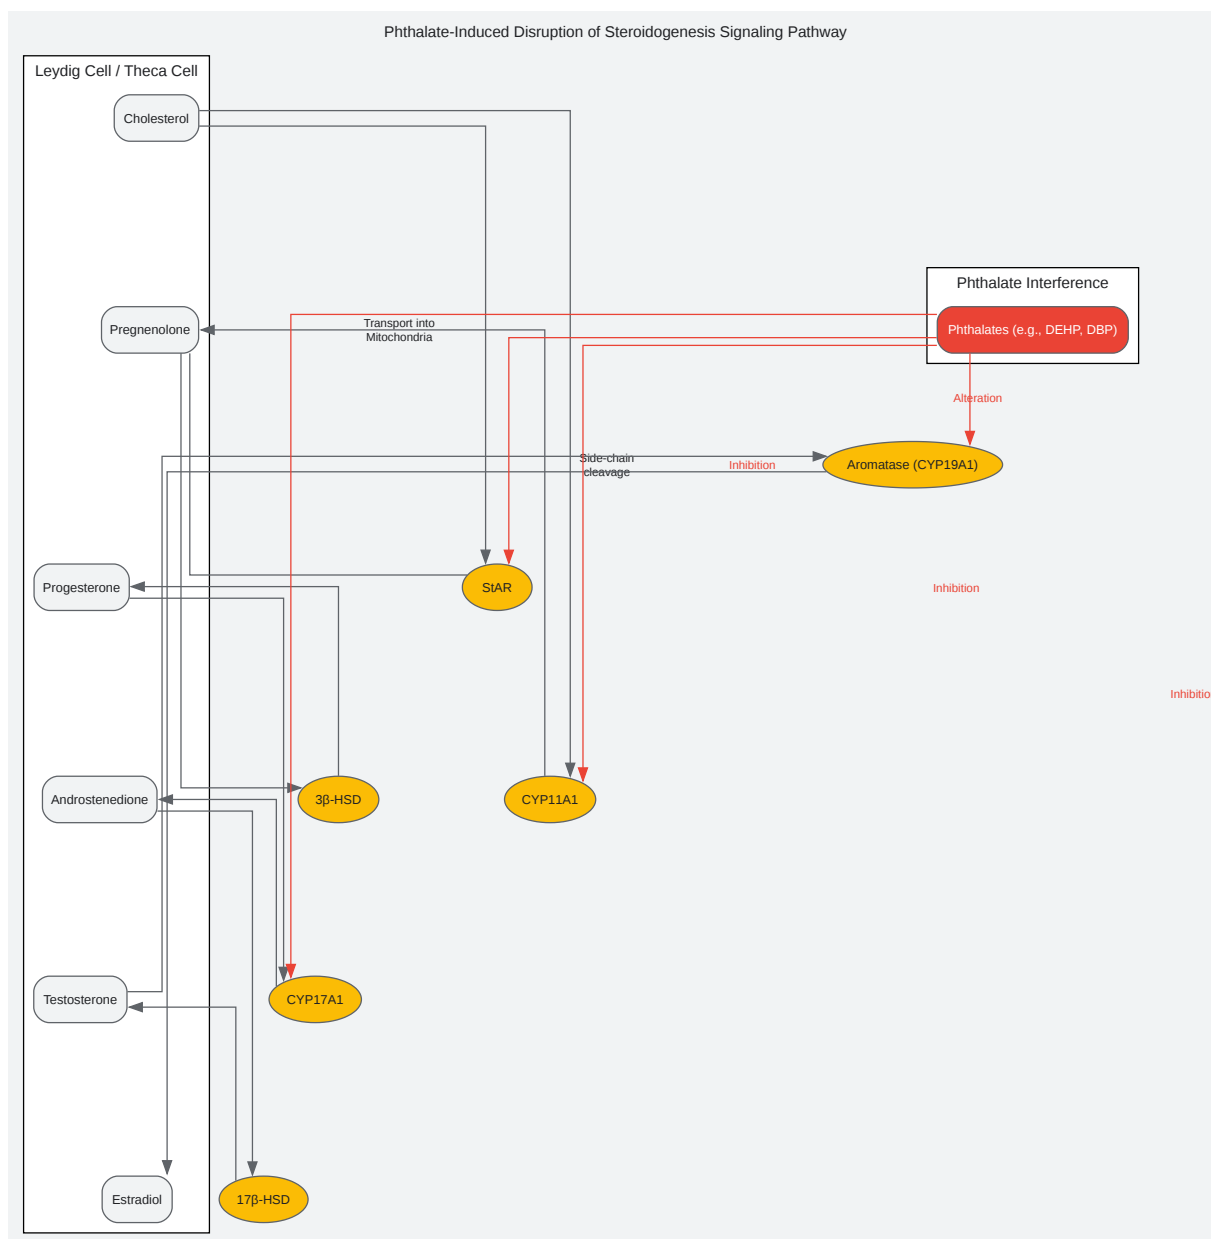 Phthalate-Induced Disruption of Steroidogenesis Signaling Pathway
Leydig Cell / Theca Cell
Cholesterol
Phthalate Interference
Pregnenolone
Transport into
Mitochondria
Phthalates (e.g., DEHP, DBP)
Alteration
Side-chain
cleavage
Inhibition
Aromatase (CYP19A1)
Progesterone
StAR
Inhibition
Inhibitio
Androstenedione
3β-HSD
CYP11A1
Testosterone
CYP17A1
Estradiol
17β-HSD